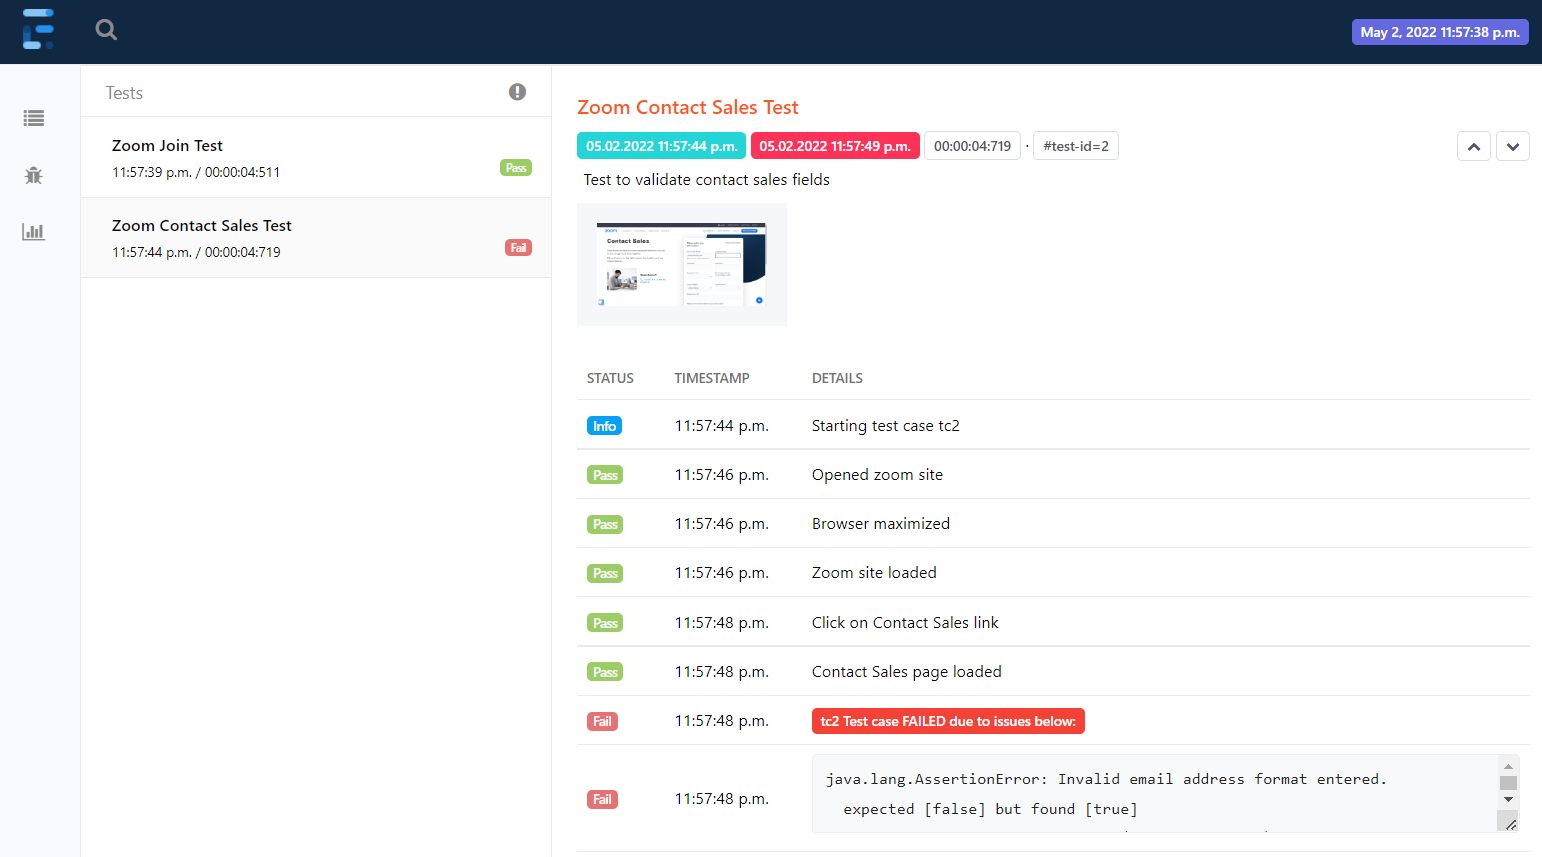 May 2, 2022 11:57:38 p.m.
Tests
Zoom Join Test
11:57:39 p.m. / 00:00:04:511
Pass
Zoom Contact Sales Test
11:57:44 p.m. / 00:00:04:719
Fail
Zoom Contact Sales Test
05.02.2022 11:57:44 p.m. 05.02.2022 11:57:49 p.m. 00:00:04:719 · #test-id=2
Test to validate contact sales fields
zoom
Contact Sales
STATUS TIMESTAMP DETAILS
Info 11:57:44 p.m. Starting test case tc2
Pass 11:57:46 p.m. Opened zoom site
Pass 11:57:46 p.m. Browser maximized
Pass 11:57:46 p.m. Zoom site loaded
Pass 11:57:48 p.m. Click on Contact Sales link
Pass 11:57:48 p.m. Contact Sales page loaded
Fail 11:57:48 p.m. tc2 Test case FAILED due to issues below:
Fail 11:57:48 p.m. java.lang.AssertionError: Invalid email address format entered.
expected [false] but found [true]